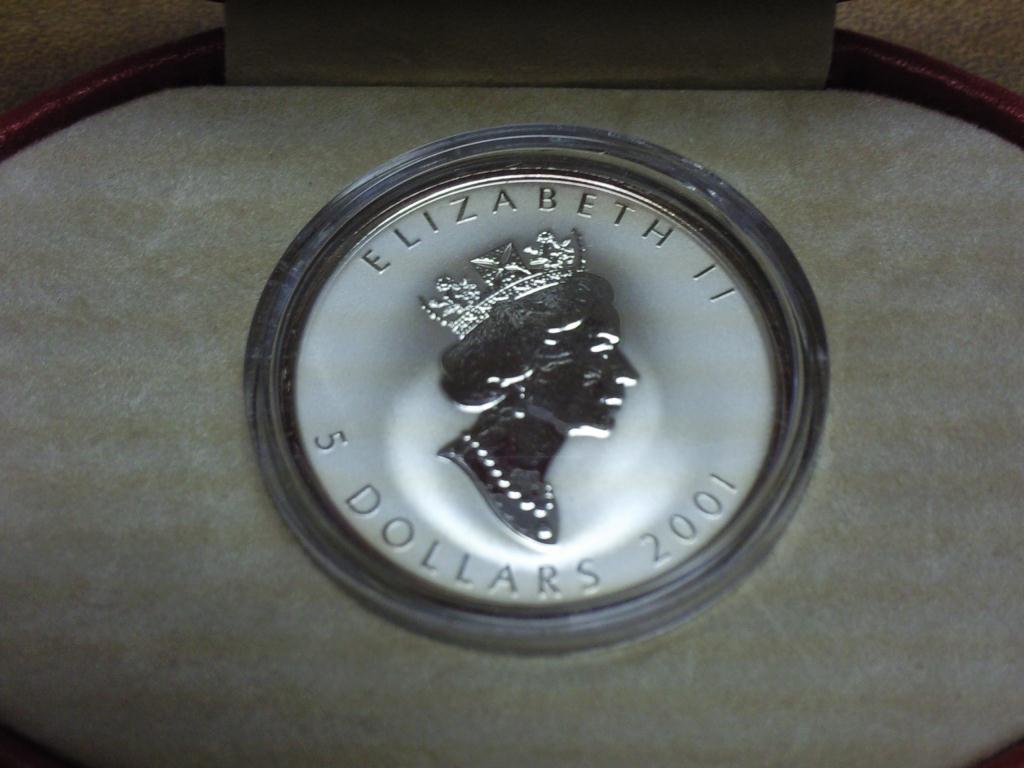 ELIZABETH II
5 DOLLARS 2001